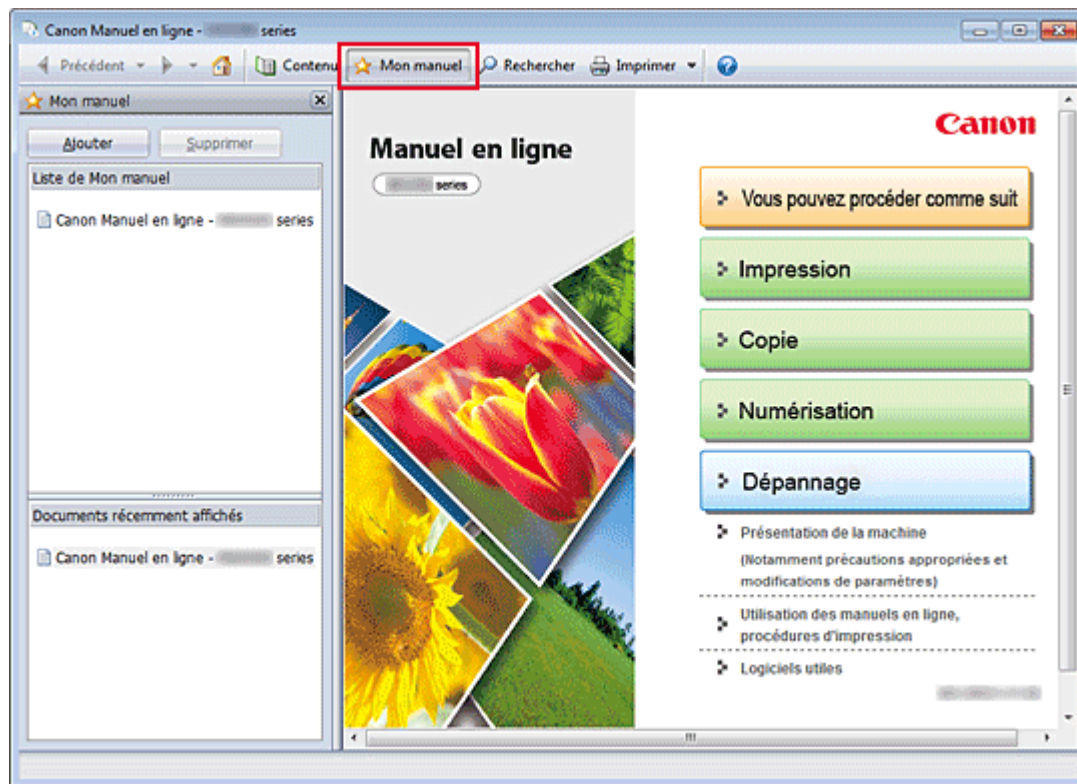 Canon Manuel en ligne - series
Précédent Contenu Mon manuel Rechercher Imprimer
Mon manuel
Ajouter Supprimer
Liste de Mon manuel
Canon Manuel en ligne - series
Documents récemment affichés
Canon Manuel en ligne - series
Canon
Manuel en ligne
series
Vous pouvez procéder comme suit
Impression
Copie
Numérisation
Dépannage
Présentation de la machine
(Notamment précautions appropriées et
modifications de paramètres)
Utilisation des manuels en ligne,
procédures d'impression
Logiciels utiles